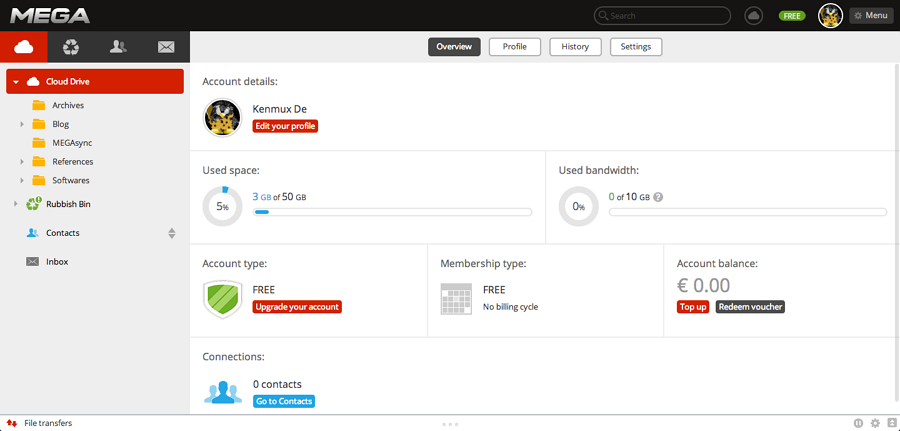 MEGA
Search
FREE
Menu
Overview
Profile
History
Settings
Cloud Drive
Archives
Blog
MEGAsync
References
Softwares
Rubbish Bin
Contacts
Inbox
Account details:
Kenmux De
Edit your profile
Used space:
5%
3 GB of 50 GB
Used bandwidth:
0%
0 of 10 GB ?
Account type:
FREE
Upgrade your account
Membership type:
FREE
No billing cycle
Account balance:
€ 0.00
Top up
Redeem voucher
Connections:
0 contacts
Go to Contacts
File transfers